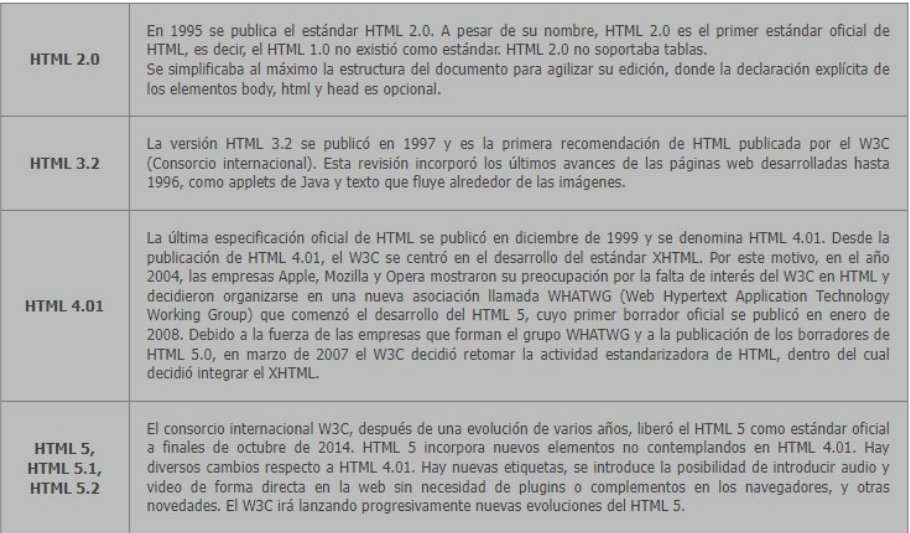 HTML 2.0
En 1995 se publica el estándar HTML 2.0. A pesar de su nombre, HTML 2.0 es el primer estándar oficial de
HTML, es decir, el HTML 1.0 no existió como estándar. HTML 2.0 no soportaba tablas.
Se simplificaba al máximo la estructura del documento para agilizar su edición, donde la declaración explícita de
los elementos body, html y head es opcional.
HTML 3.2
La versión HTML 3.2 se publicó en 1997 y es la primera recomendación de HTML publicada por el W3C
(Consorcio internacional). Esta revisión incorporó los últimos avances de las páginas web desarrolladas hasta
1996, como applets de Java y texto que fluye alrededor de las imágenes.
HTML 4.01
La última especificación oficial de HTML se publicó en diciembre de 1999 y se denomina HTML 4.01. Desde la
publicación de HTML 4.01, el W3C se centró en el desarrollo del estándar XHTML. Por este motivo, en el año
2004, las empresas Apple, Mozilla y Opera mostraron su preocupación por la falta de interés del W3C en HTML y
decidieron organizarse en una nueva asociación llamada WHATWG (Web Hypertext Application Technology
Working Group) que comenzó el desarrollo del HTML 5, cuyo primer borrador oficial se publicó en enero de
2008. Debido a la fuerza de las empresas que forman el grupo WHATWG y a la publicación de los borradores de
HTML 5.0, en marzo de 2007 el W3C decidió retomar la actividad estandarizadora de HTML, dentro del cual
decidió integrar el XHTML.
HTML 5,
HTML 5.1,
HTML 5.2
El consorcio internacional W3C, después de una evolución de varios años, liberó el HTML 5 como estándar oficial
a finales de octubre de 2014. HTML 5 incorpora nuevos elementos no contemplandos en HTML 4.01. Hay
diversos cambios respecto a HTML 4.01. Hay nuevas etiquetas, se introduce la posibilidad de introducir audio y
video de forma directa en la web sin necesidad de plugins o complementos en los navegadores, y otras
novedades. El W3C irá lanzando progresivamente nuevas evoluciones del HTML 5.